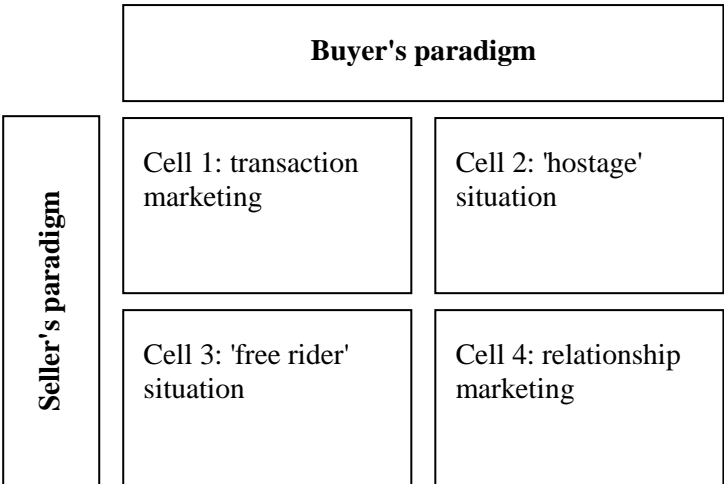 Buyer's paradigm
Seller's paradigm
Cell 1: transaction
marketing
Cell 2: 'hostage'
situation
Cell 3: 'free rider'
situation
Cell 4: relationship
marketing